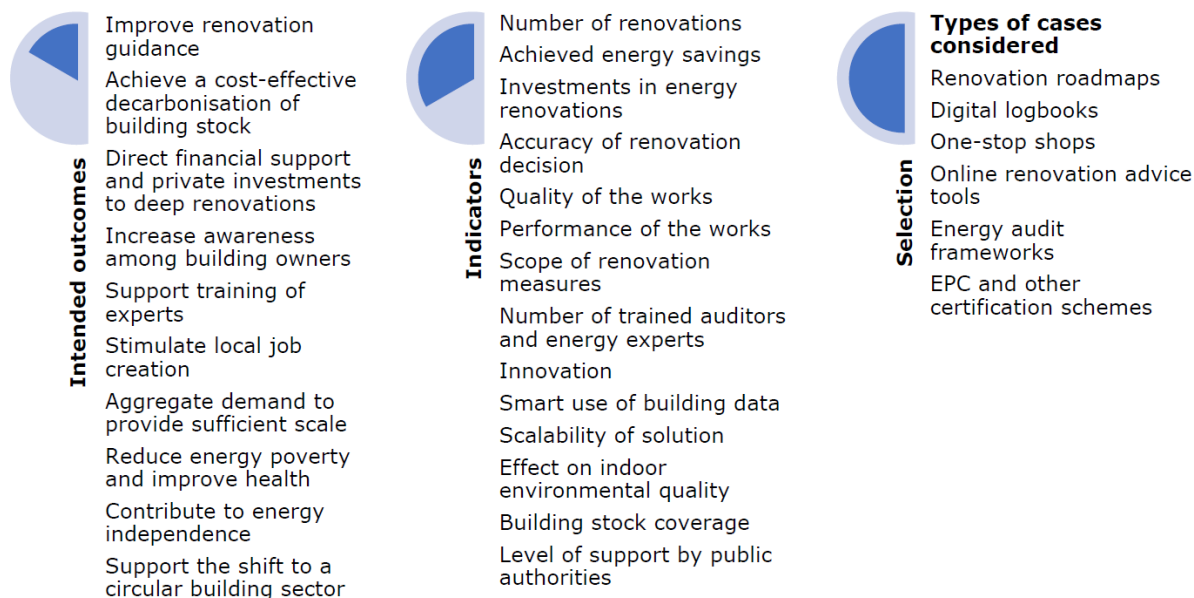 Intended outcomes
Improve renovation
guidance
Achieve a cost-effective
decarbonisation of
building stock
Direct financial support
and private investments
to deep renovations
Increase awareness
among building owners
Support training of
experts
Stimulate local job
creation
Aggregate demand to
provide sufficient scale
Reduce energy poverty
and improve health
Contribute to energy
independence
Support the shift to a
circular building sector
Indicators
Number of renovations
Achieved energy savings
Investments in energy
renovations
Accuracy of renovation
decision
Quality of the works
Performance of the works
Scope of renovation
measures
Number of trained auditors
and energy experts
Innovation
Smart use of building data
Scalability of solution
Effect on indoor
environmental quality
Building stock coverage
Level of support by public
authorities
Selection
Types of cases
considered
Renovation roadmaps
Digital logbooks
One-stop shops
Online renovation advice
tools
Energy audit
frameworks
EPC and other
certification schemes